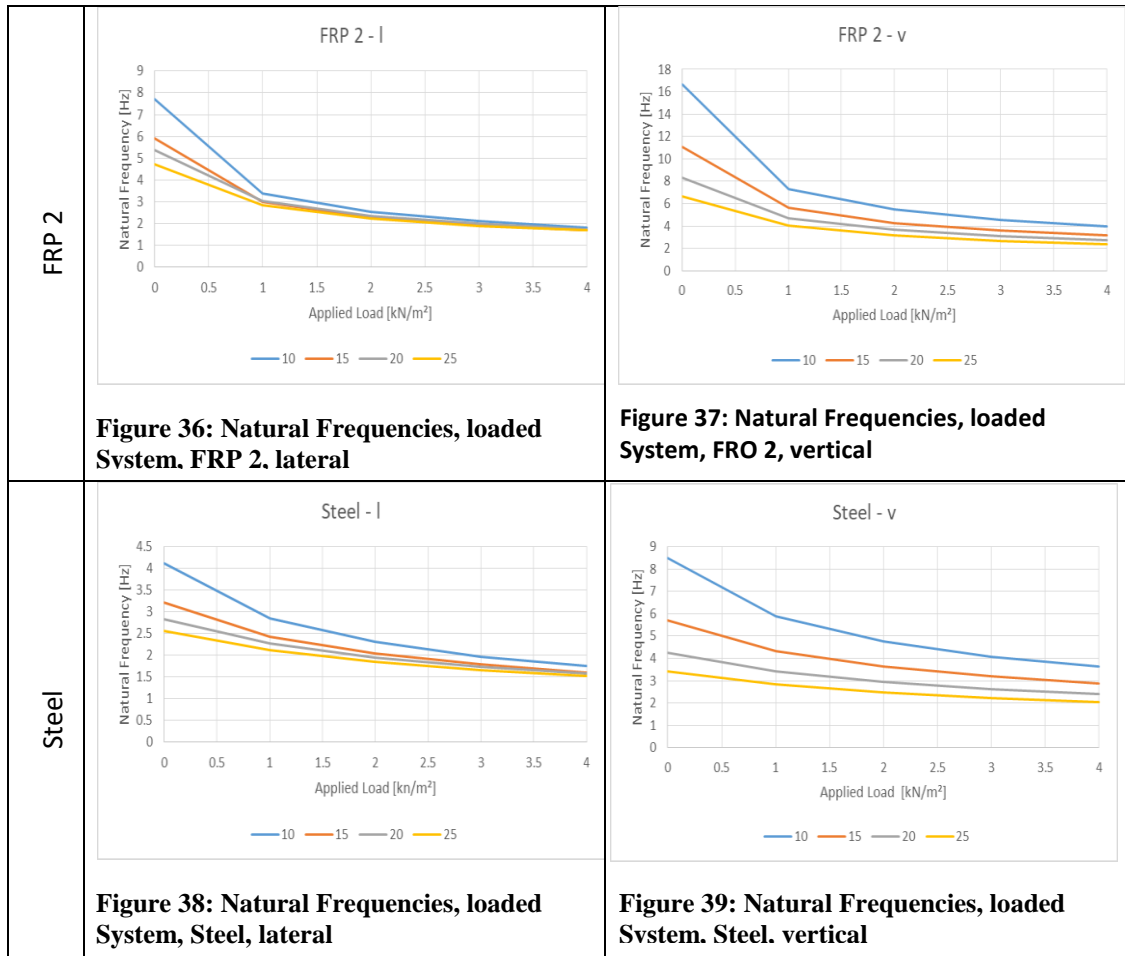 FRP 2
FRP 2 - l
Natural Frequency [Hz]
9
8
7
6
5
4
3
2
1
0
0 0.5 1 1.5 2 2.5 3 3.5 4
Applied Load [kN/m²]
10 15 20 25
Figure 36: Natural Frequencies, loaded
System, FRP 2, lateral
FRP 2 - v
Natural Frequency [Hz]
18
16
14
12
10
8
6
4
2
0
0 0.5 1 1.5 2 2.5 3 3.5 4
Applied Load [kN/m²]
10 15 20 25
Figure 37: Natural Frequencies, loaded
System, FRO 2, vertical
Steel
Steel - l
Natural Frequency [Hz]
4.5
4
3.5
3
2.5
2
1.5
1
0.5
0
0 0.5 1 1.5 2 2.5 3 3.5 4
Applied Load [kn/m²]
10 15 20 25
Figure 38: Natural Frequencies, loaded
System, Steel, lateral
Steel - v
Natural Frequency [Hz]
9
8
7
6
5
4
3
2
1
0
0 0.5 1 1.5 2 2.5 3 3.5 4
Applied Load [kN/m²]
10 15 20 25
Figure 39: Natural Frequencies, loaded
System, Steel, vertical